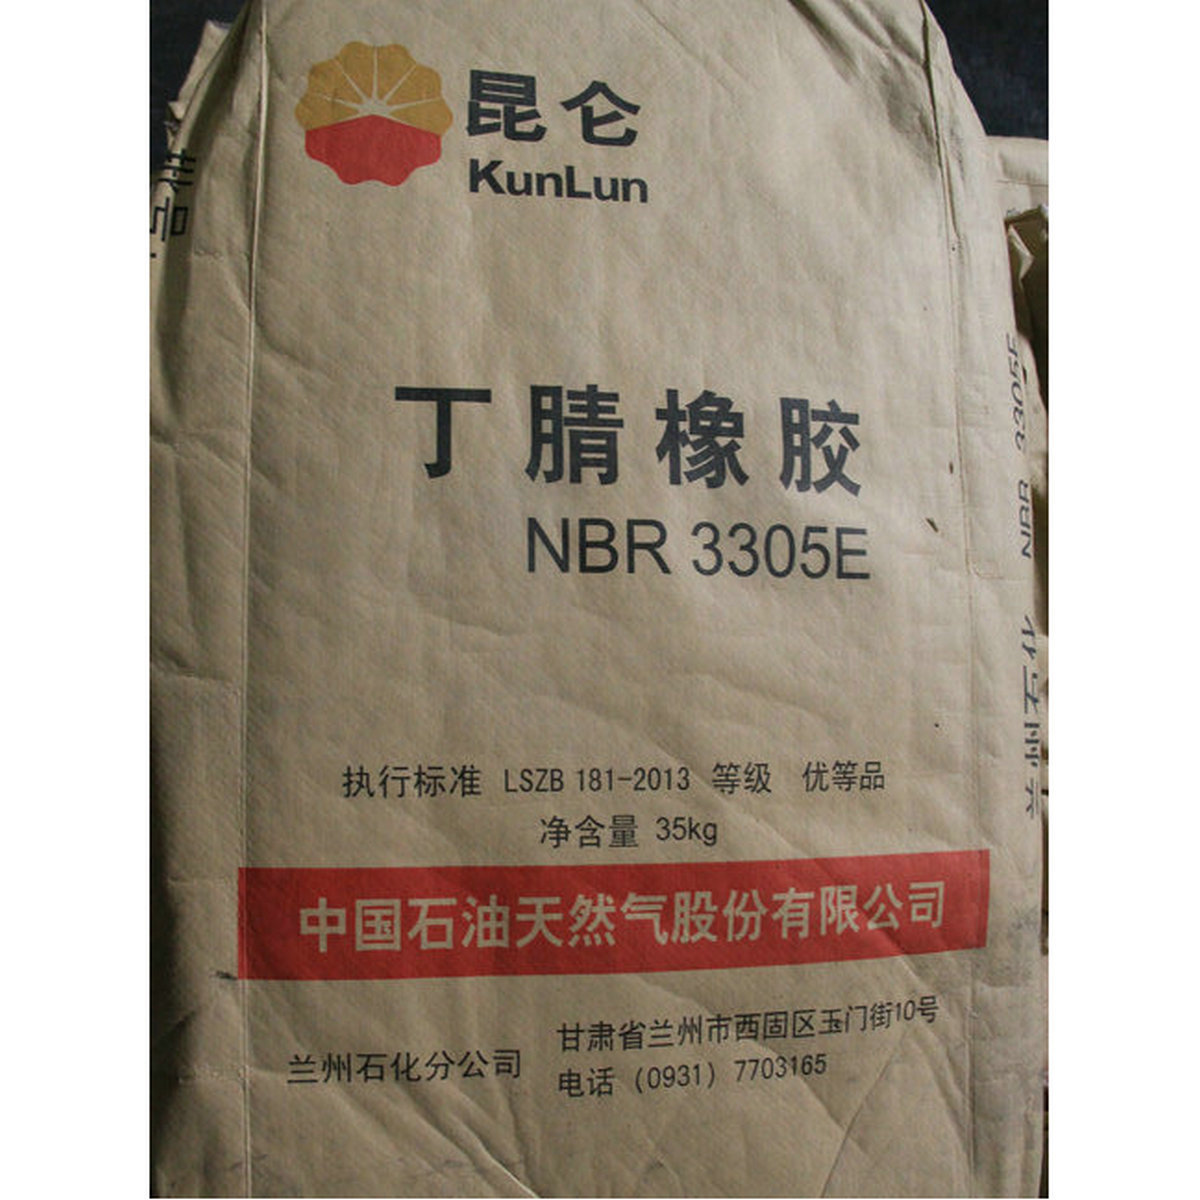 昆仑
KunLun
丁腈橡胶
NBR 3305E
执行标准 LSZB 181-2013 等级 优等品
净含量 35kg
中国石油天然气股份有限公司
兰州石化分公司
甘肃省兰州市西固区玉门街10号
电话 (0931) 7703165
NBR 3305E